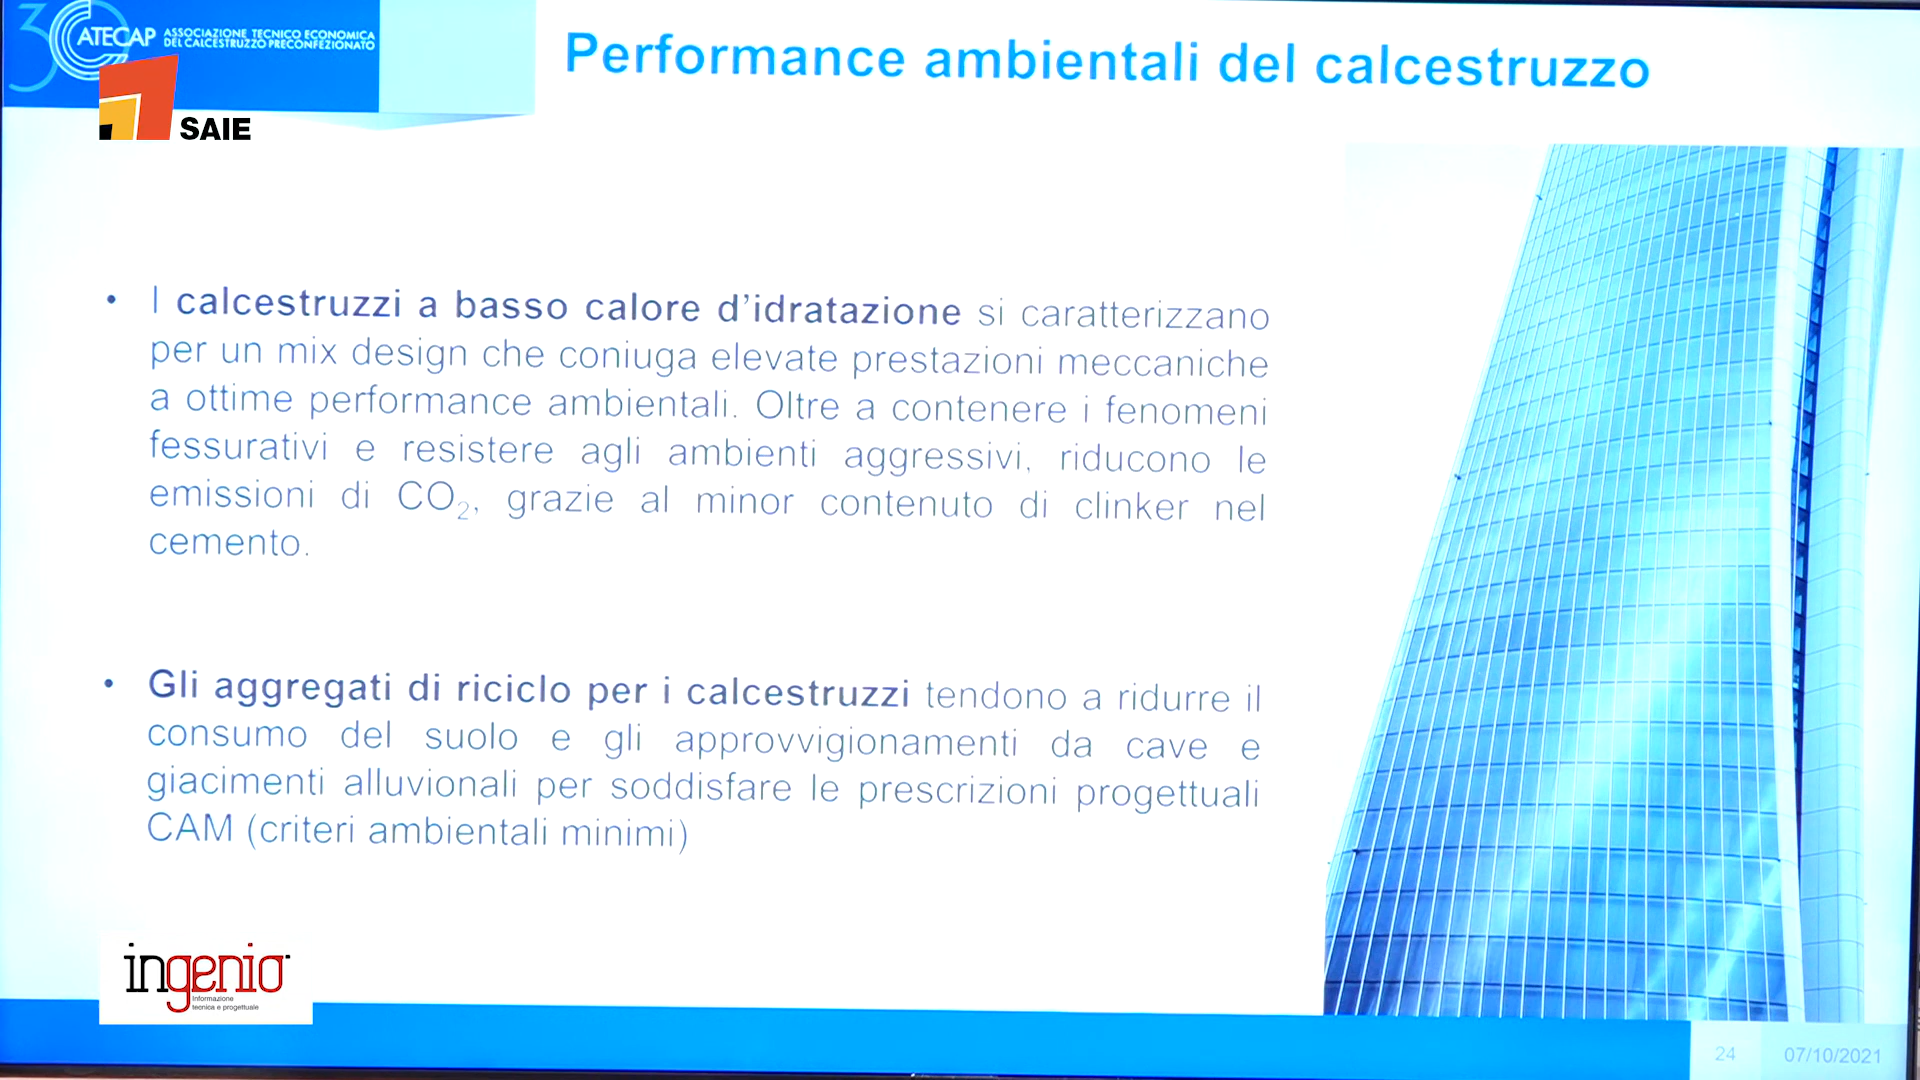 ATECAP ASSOCIAZIONE TECNICO ECONOMICA
DEL CALCESTRUZZO PRECONFEZIONATO
SAIE
Performance ambientali del calcestruzzo
• I calcestruzzi a basso calore d’idratazione si caratterizzano
per un mix design che coniuga elevate prestazioni meccaniche
a ottime performance ambientali. Oltre a contenere i fenomeni
fessurativi e resistere agli ambienti aggressivi, riducono le
emissioni di CO₂, grazie al minor contenuto di clinker nel
cemento.
• Gli aggregati di riciclo per i calcestruzzi tendono a ridurre il
consumo del suolo e gli approvvigionamenti da cave e
giacimenti alluvionali per soddisfare le prescrizioni progettuali
CAM (criteri ambientali minimi)
ingenio
Informazione
tecnica e progettuale
24 07/10/2021